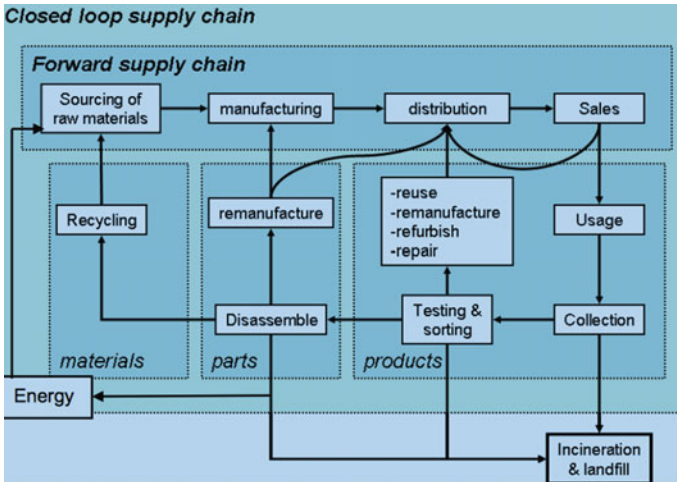 Closed loop supply chain
Forward supply chain
Sourcing of
raw materials
manufacturing
distribution
Sales
Recycling
remanufacture
-reuse
-remanufacture
-refurbish
-repair
Usage
Disassemble
Testing &
sorting
Collection
materials
parts
products
Energy
Incineration
& landfill